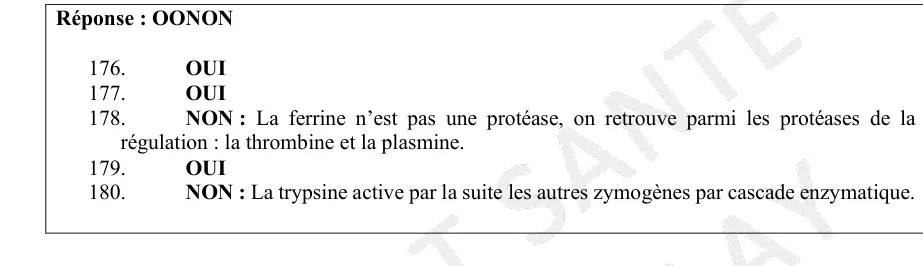 Réponse : OONON
176. OUI
177. OUI
178. NON : La ferrine n’est pas une protéase, on retrouve parmi les protéases de la
régulation : la thrombine et la plasmine.
179. OUI
180. NON : La trypsine active par la suite les autres zymogènes par cascade enzymatique.
T SANTE
LAY